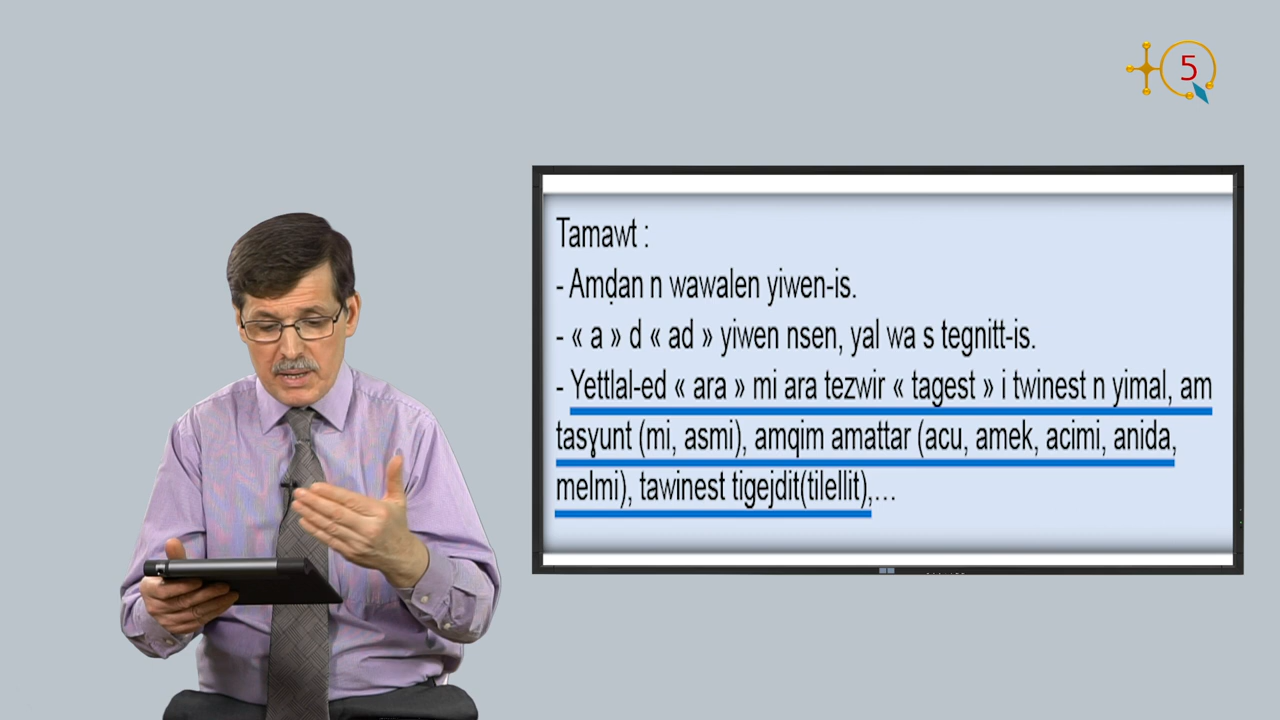 5
Tamawt :
- Amḍan n wawalen yiwen-is.
- « a » d « ad » yiwen nsen, yal wa s tegnitt-is.
- Yettlal-ed « ara » mi ara tezwir « tagest » i twinest n yimal, am
tasɣunt (mi, asmi), amqim amattar (acu, amek, acimi, anida,
melmi), tawinest tigejdit(tilellit),...